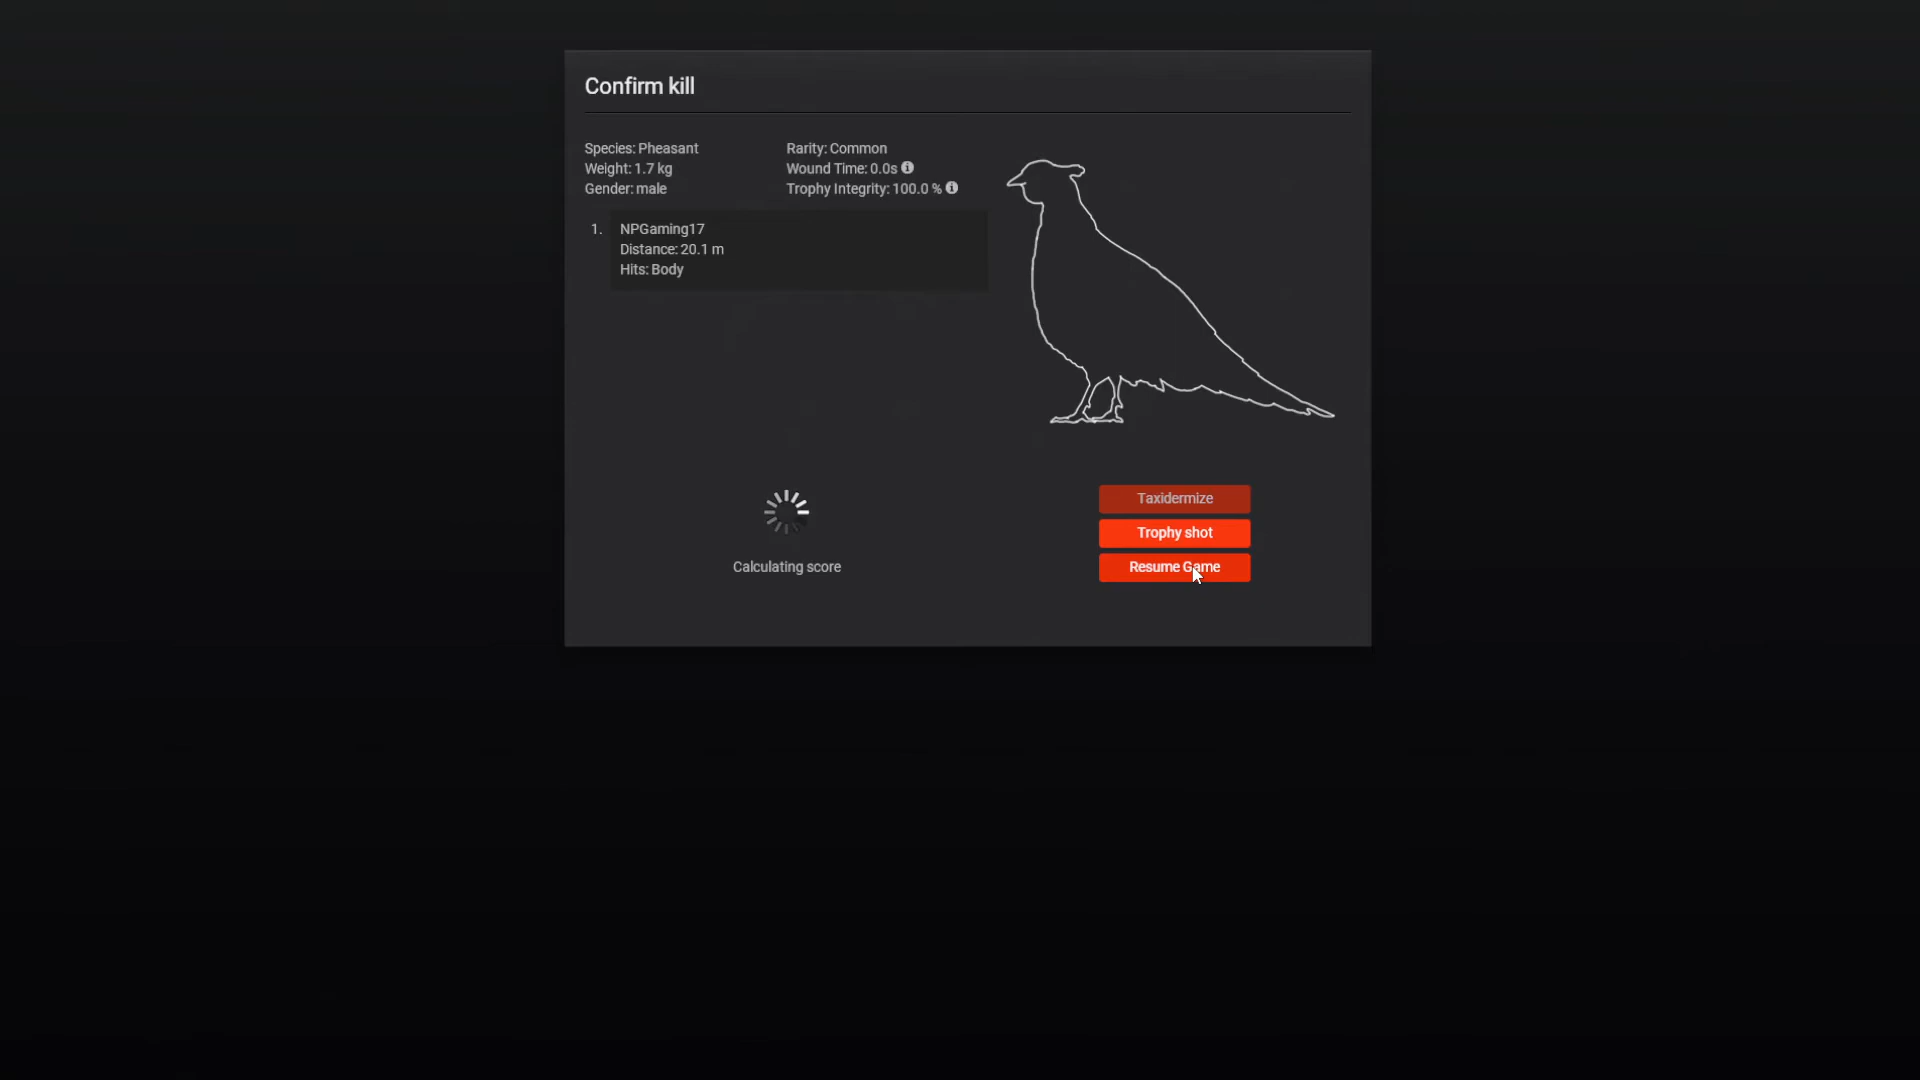 Confirm kill
Species: Pheasant
Weight: 1.7 kg
Gender: male
Rarity: Common
Wound Time: 0.0s
Trophy Integrity: 100.0 %
1. NPGaming17
Distance: 20.1 m
Hits: Body
Calculating score
Taxidermize
Trophy shot
Resume Game